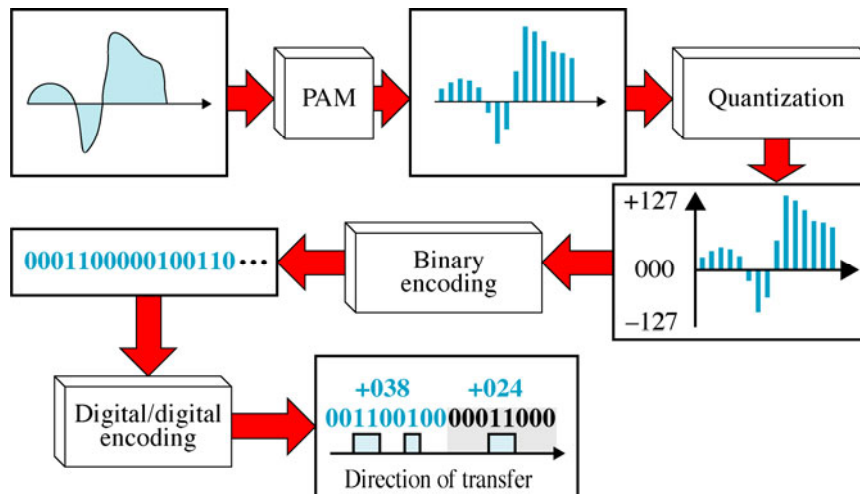 PAM
Quantization
+127
000
−127
Binary
encoding
0001100000100110...
Digital/digital
encoding
+038 +024
00110010000011000
Direction of transfer